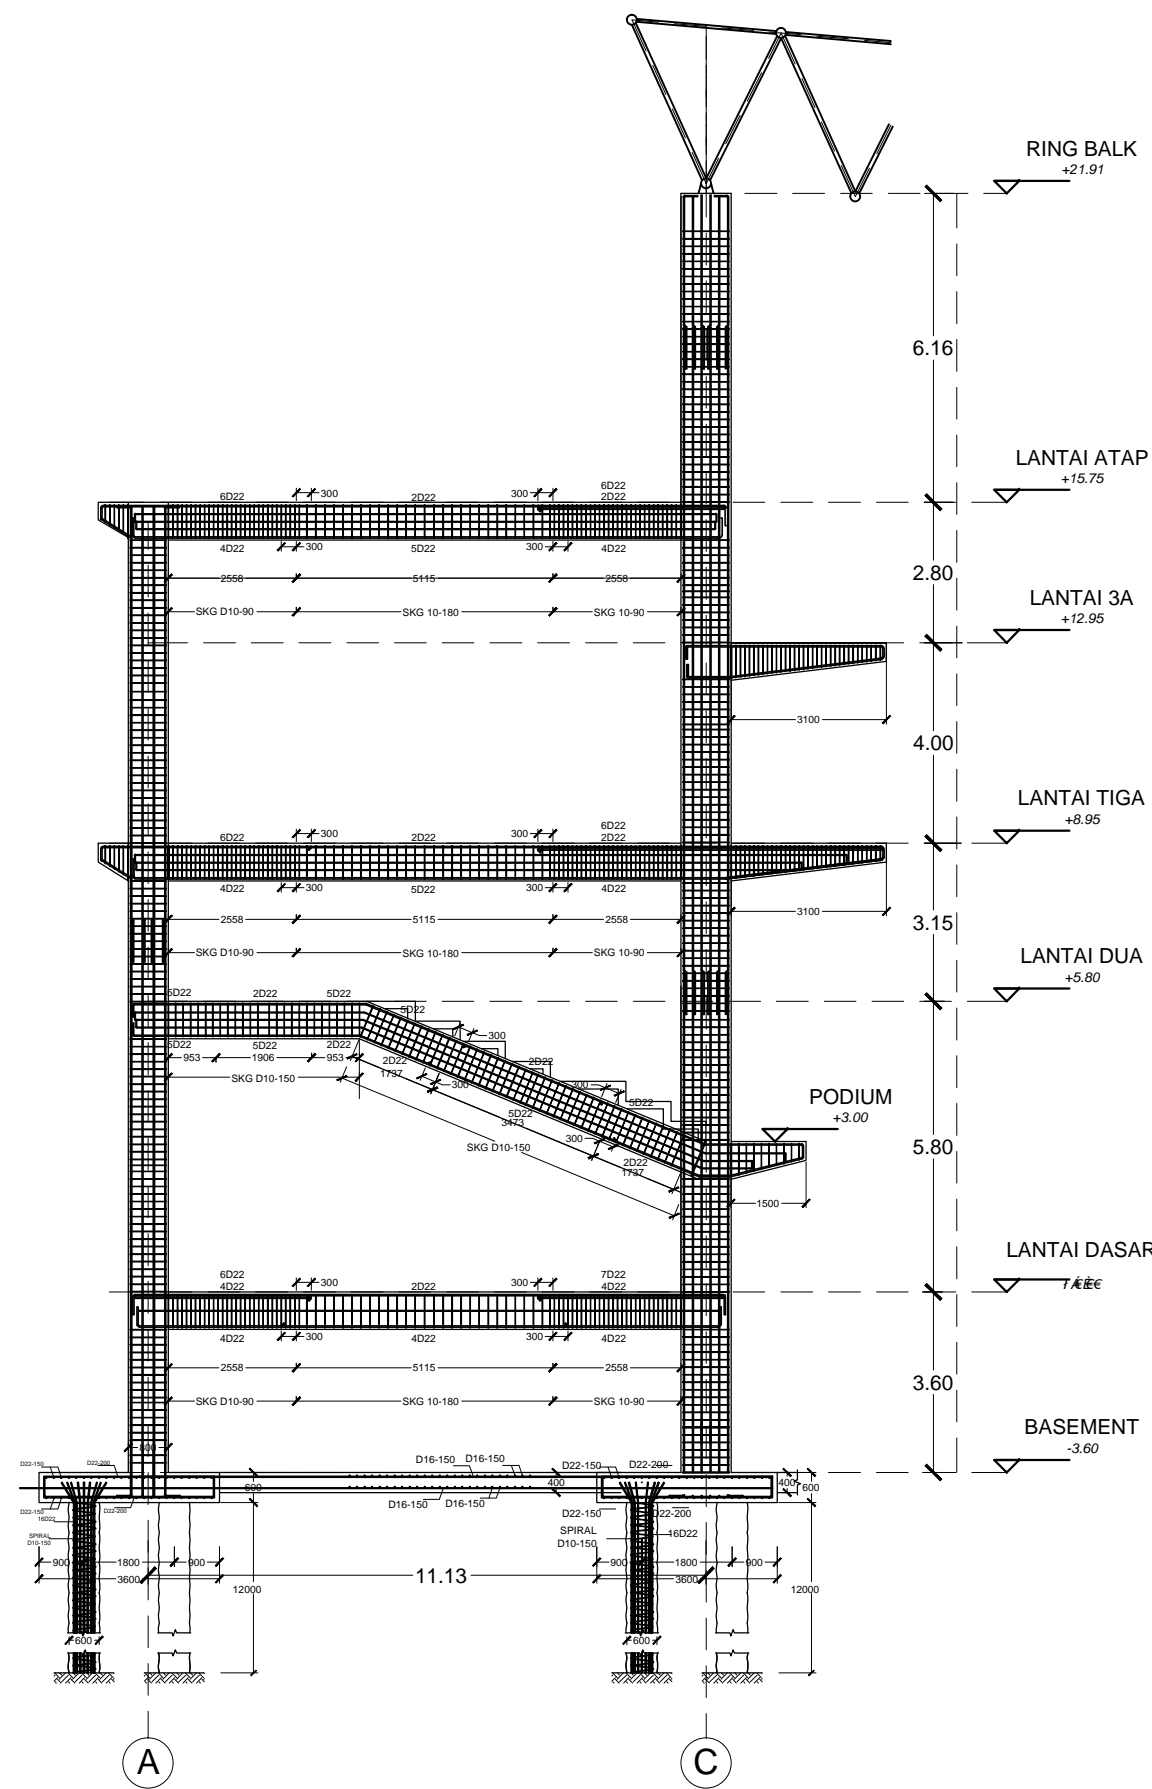 RING BALK
+21.91
6.16
LANTAI ATAP
+15.75
6D22
300
2D22
300
6D22
2D22
4D22
300
5D22
300
4D22
2558
5115
2558
2.80
SKG D10-90
SKG 10-180
SKG 10-90
LANTAI 3A
+12.95
3100
4.00
LANTAI TIGA
+8.95
6D22
300
2D22
300
6D22
2D22
4D22
300
5D22
300
4D22
2558
5115
2558
3100
3.15
SKG D10-90
SKG 10-180
SKG 10-90
LANTAI DUA
+5.80
5D22
2D22
5D22
5D22
300
5D22
5D22
2D22
953
1906
953
2D22
1737
2D22
SKG D10-150
300
300
5D22
5D22
3473
300
SKG D10-150
2D22
1737
PODIUM
+3.00
5.80
1500
LANTAI DASAR
6D22
4D22
300
2D22
300
7D22
4D22
4D22
300
4D22
300
4D22
2558
5115
2558
3.60
SKG D10-90
SKG 10-180
SKG 10-90
BASEMENT
-3.60
800
D22-150
D22-200
D16-150
D16-150
D22-150
D22-200
600
400
400
600
D22-150
D22-200
D16-150
D16-150
D22-150
D22-200
16D22
SPIRAL
D10-150
SPIRAL
D10-150
16D22
900
1800
900
900
1800
900
3600
11.13
3600
12000
12000
600
600
A
C